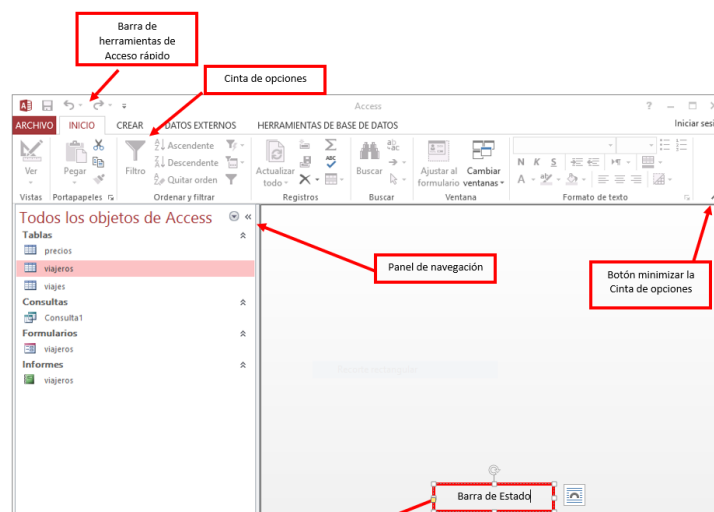 Barra de
herramientas de
Acceso rápido
Cinta de opciones
Access
ARCHIVO INICIO CREAR DATOS EXTERNOS HERRAMIENTAS DE BASE DE DATOS Iniciar sesi
Ver
Pegar
Filtro
Ascendente
Descendente
Quitar orden
Actualizar
todo
Buscar
Ajustar al
formulario
Cambiar
ventanas
N K S
A
Vistas Portapapeles Ordenar y filtrar Registros Buscar Ventana Formato de texto
Todos los objetos de Access
Tablas
precios
viajeros
viajes
Consultas
Consulta1
Formularios
viajeros
Informes
viajeros
Panel de navegación
Botón minimizar la
Cinta de opciones
Barra de Estado